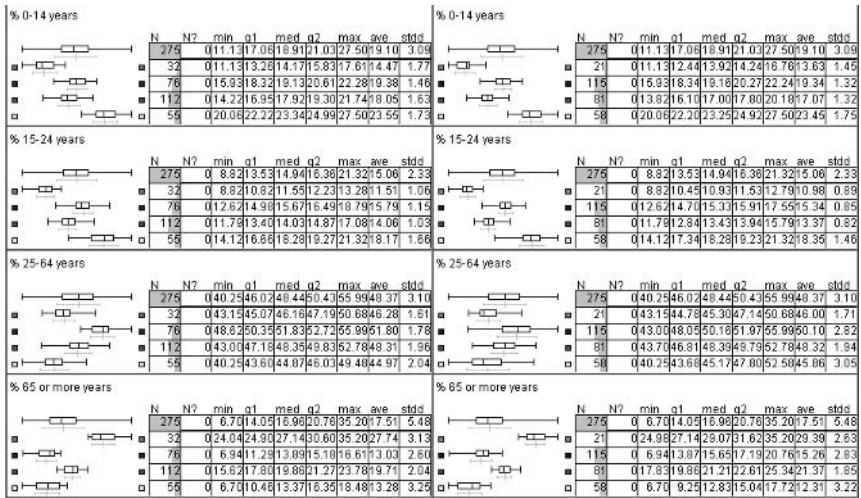 % 0-14 years
N N? min q1 med q2 max ave stdd
275 0 11.13 17.06 18.91 21.03 27.50 19.10 3.09
32 0 11.13 13.26 14.17 15.83 17.61 14.47 1.77
76 0 15.93 18.32 19.13 20.61 22.28 19.38 1.46
112 0 14.22 16.95 17.92 19.30 21.74 18.05 1.63
55 0 20.06 22.22 23.34 24.99 27.50 23.55 1.73
% 15-24 years
N N? min q1 med q2 max ave stdd
275 0 8.82 13.53 14.94 16.36 21.32 15.06 2.33
32 0 8.82 10.82 11.55 12.23 13.28 11.51 1.06
76 0 12.62 14.98 15.67 16.49 18.79 15.79 1.15
112 0 11.79 13.40 14.03 14.87 17.08 14.06 1.03
55 0 14.12 16.66 18.28 19.27 21.32 18.17 1.66
% 25-64 years
N N? min q1 med q2 max ave stdd
275 0 40.25 46.02 48.44 50.43 55.99 48.37 3.10
32 0 43.15 45.07 46.16 47.19 50.68 46.28 1.61
76 0 48.62 50.35 51.83 52.72 55.99 51.80 1.78
112 0 43.00 47.18 48.35 49.83 52.78 48.31 1.96
55 0 40.25 43.60 44.87 46.03 49.48 44.97 2.04
% 65 or more years
N N? min q1 med q2 max ave stdd
275 0 6.70 14.05 16.96 20.76 35.20 17.51 5.48
32 0 24.04 24.90 27.14 30.60 35.20 27.74 3.13
76 0 6.94 11.29 13.89 15.18 16.61 13.03 2.60
112 0 15.62 17.80 19.86 21.27 23.78 19.71 2.04
55 0 6.70 10.46 13.37 16.35 18.48 13.28 3.25
% 0-14 years
N N? min q1 med q2 max ave stdd
275 0 11.13 17.06 18.91 21.03 27.50 19.10 3.09
21 0 11.13 12.44 13.92 14.24 16.76 13.63 1.45
115 0 15.93 18.34 19.16 20.27 22.24 19.34 1.32
81 0 13.82 16.10 17.00 17.80 20.18 17.07 1.32
58 0 20.06 22.20 23.25 24.92 27.50 23.45 1.75
% 15-24 years
N N? min q1 med q2 max ave stdd
275 0 8.82 13.53 14.94 16.36 21.32 15.06 2.33
21 0 8.82 10.45 10.93 11.53 12.79 10.98 0.89
115 0 12.62 14.70 15.33 15.91 17.55 15.34 0.85
81 0 11.79 12.84 13.43 13.94 15.79 13.37 0.82
58 0 14.12 17.34 18.28 19.23 21.32 18.35 1.46
% 25-64 years
N N? min q1 med q2 max ave stdd
275 0 40.25 46.02 48.44 50.43 55.99 48.37 3.10
21 0 43.15 44.78 45.30 47.14 50.68 46.00 1.71
115 0 43.00 48.05 50.16 51.97 55.99 50.10 2.82
81 0 43.70 46.81 48.39 49.79 52.78 48.32 1.94
58 0 40.25 43.68 45.17 47.80 52.58 45.86 3.05
% 65 or more years
N N? min q1 med q2 max ave stdd
275 0 6.70 14.05 16.96 20.76 35.20 17.51 5.48
21 0 24.98 27.14 29.07 31.62 35.20 29.39 2.63
115 0 6.94 13.87 15.65 17.19 20.76 15.26 2.83
81 0 17.83 19.86 21.21 22.61 25.34 21.37 1.85
58 0 6.70 9.25 12.83 15.04 17.72 12.31 3.22